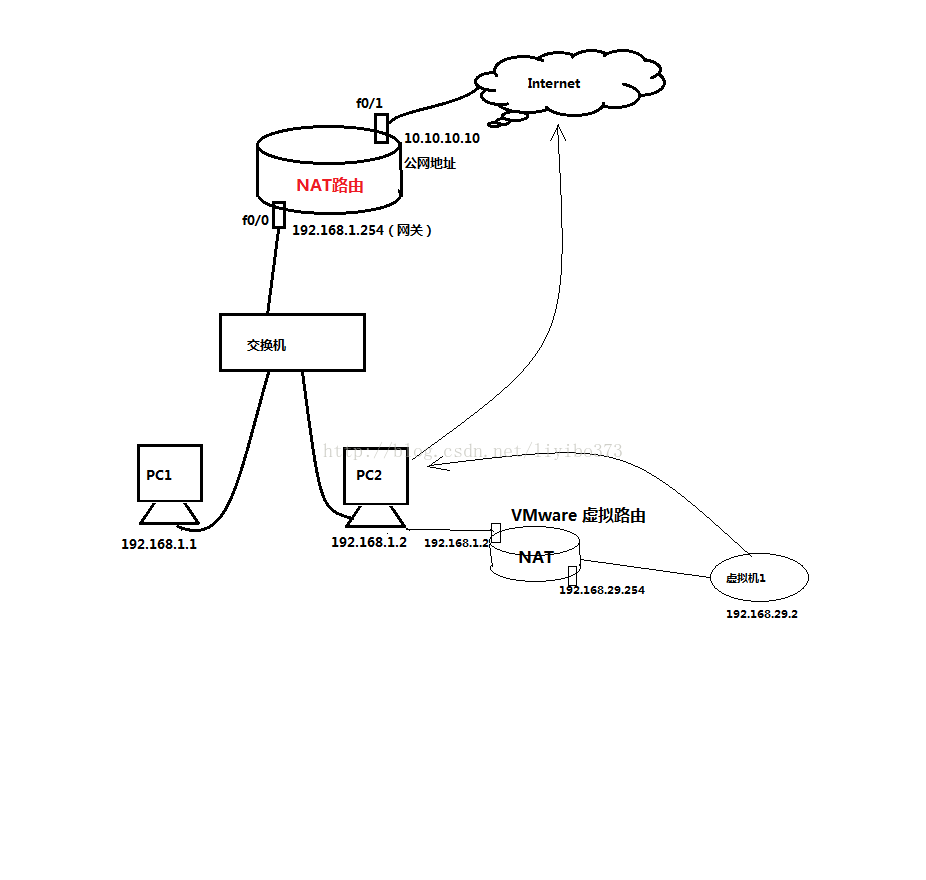 Internet
f0/1
10.10.10.10
公网地址
NAT路由
f0/0
192.168.1.254（网关）
交换机
http://blog.csdn.net/liyibo373
PC1
PC2
192.168.1.1
192.168.1.2
VMware 虚拟路由
192.168.1.2
NAT
192.168.29.254
虚拟机1
192.168.29.2